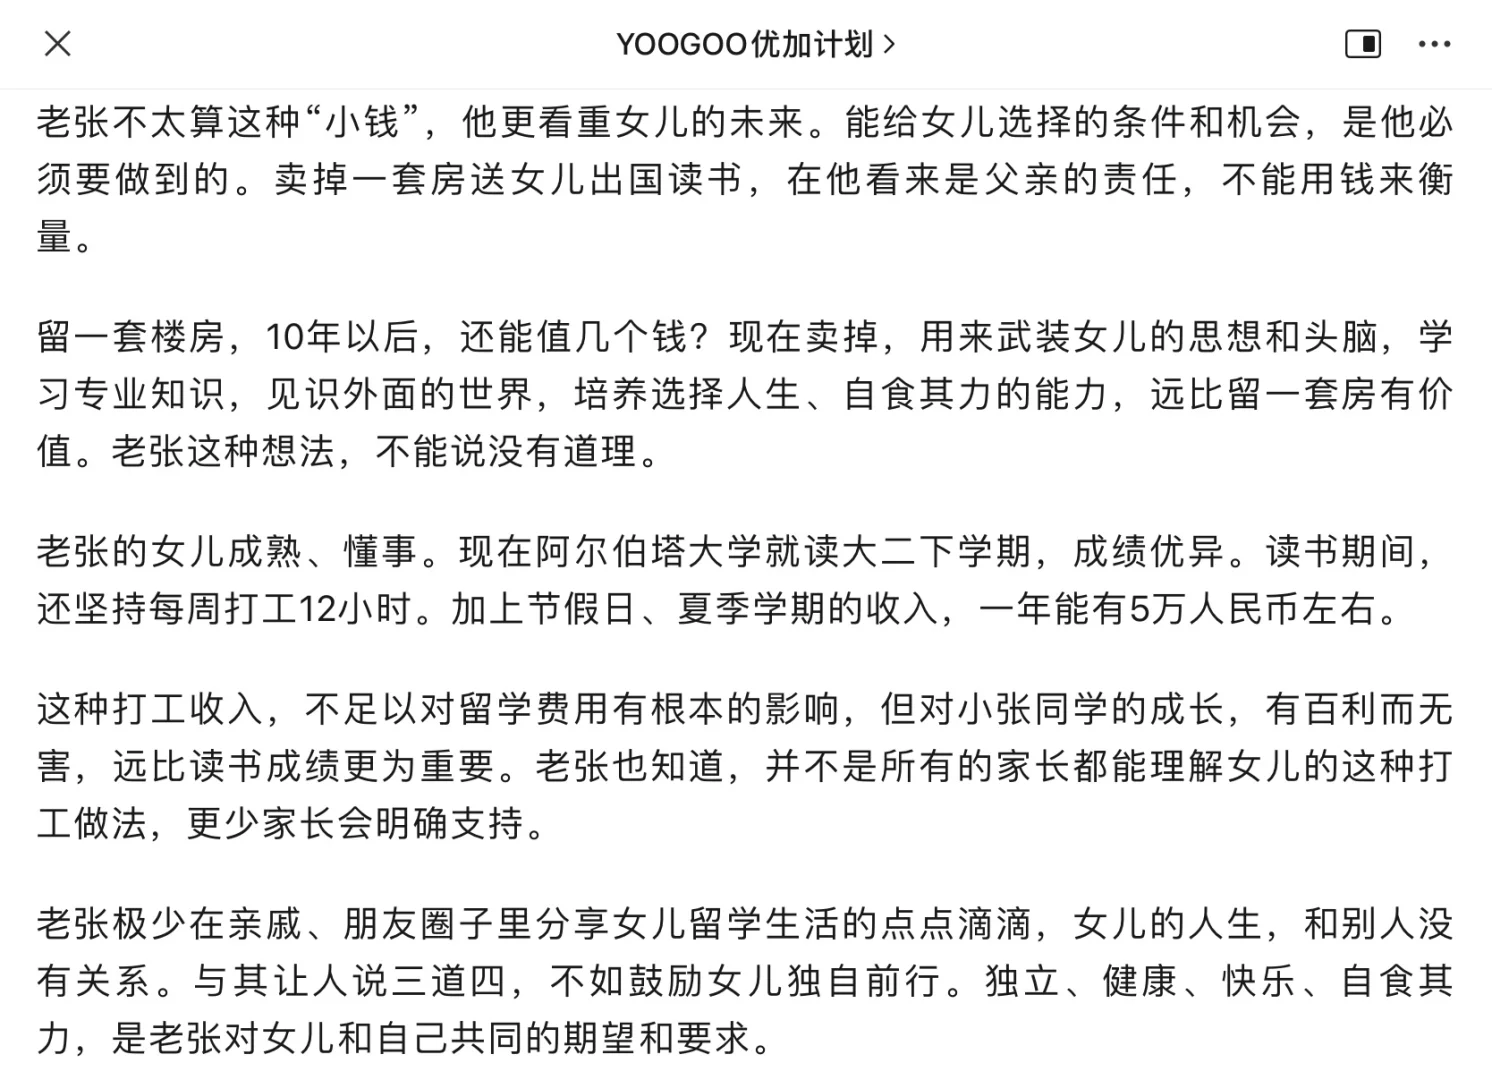 YOOGOO优加计划
老张不太算这种“小钱”，他更看重女儿的未来。能给女儿选择的条件和机会，是他必
须要做到的。卖掉一套房送女儿出国读书，在他看来是父亲的责任，不能用钱来衡
量。
留一套楼房，10年以后，还能值几个钱？现在卖掉，用来武装女儿的思想和头脑，学
习专业知识，见识外面的世界，培养选择人生、自食其力的能力，远比留一套房有价
值。老张这种想法，不能说没有道理。
老张的女儿成熟、懂事。现在阿尔伯塔大学就读大二下学期，成绩优异。读书期间，
还坚持每周打工12小时。加上节假日、夏季学期的收入，一年能有5万人民币左右。
这种打工收入，不足以对留学费用有根本的影响，但对小张同学的成长，有百利而无
害，远比读书成绩更为重要。老张也知道，并不是所有的家长都能理解女儿的这种打
工做法，更少家长会明确支持。
老张极少在亲戚、朋友圈子里分享女儿留学生活的点点滴滴，女儿的人生，和别人没
有关系。与其让人说三道四，不如鼓励女儿独自前行。独立、健康、快乐、自食其
力，是老张对女儿和自己共同的期望和要求。